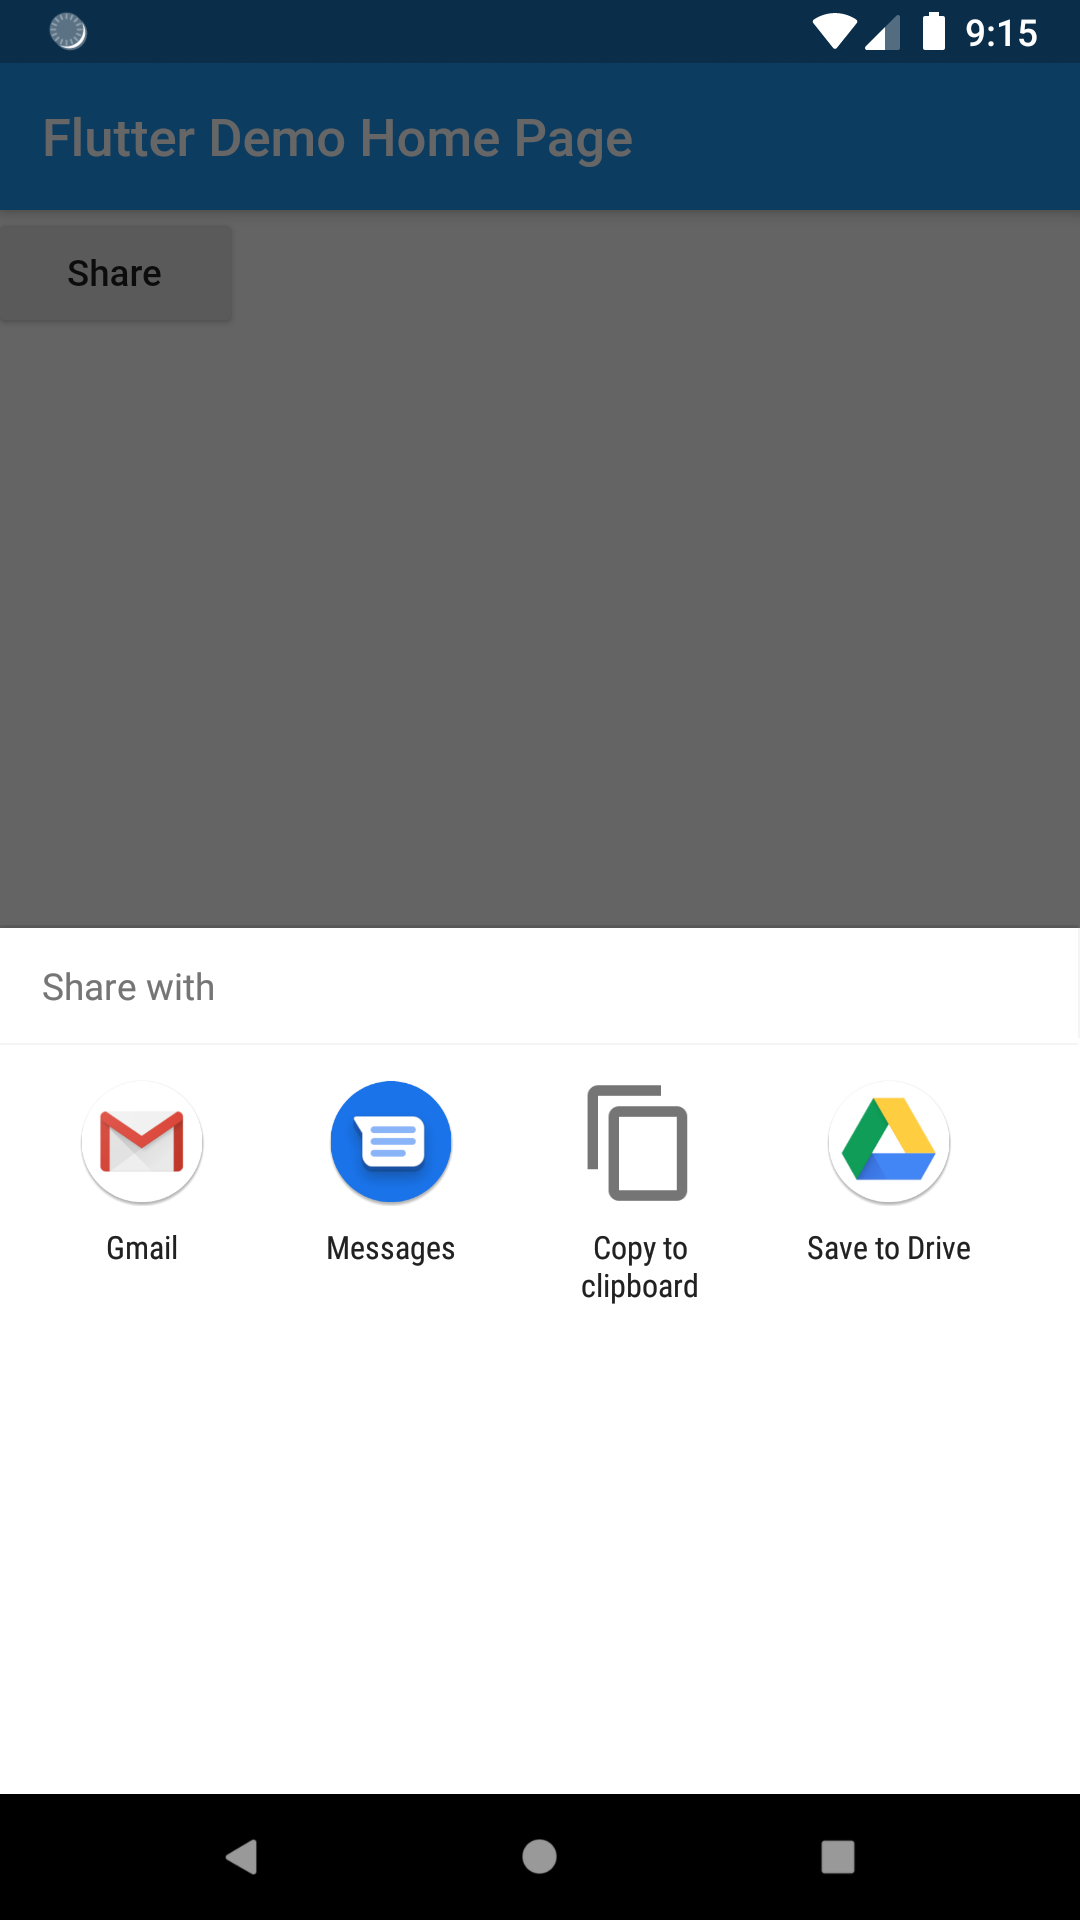 9:15
Flutter Demo Home Page
Share
Share with
Gmail
Messages
Copy to
clipboard
Save to Drive